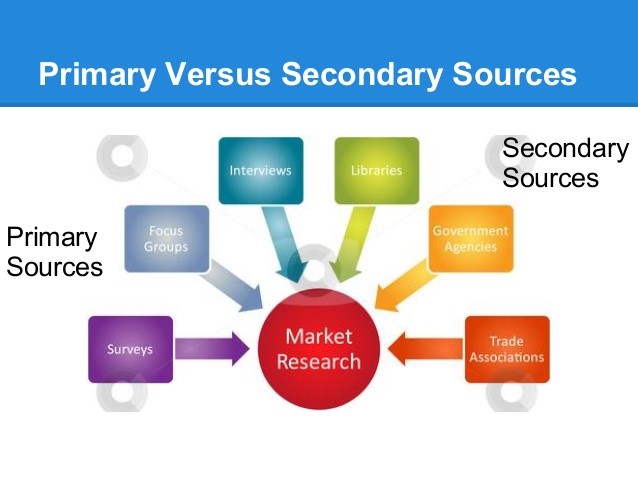 Primary Versus Secondary Sources
Secondary
Sources
Interviews
Libraries
Primary
Sources
Focus
Groups
Government
Agencies
Surveys
Market
Research
Trade
Associations